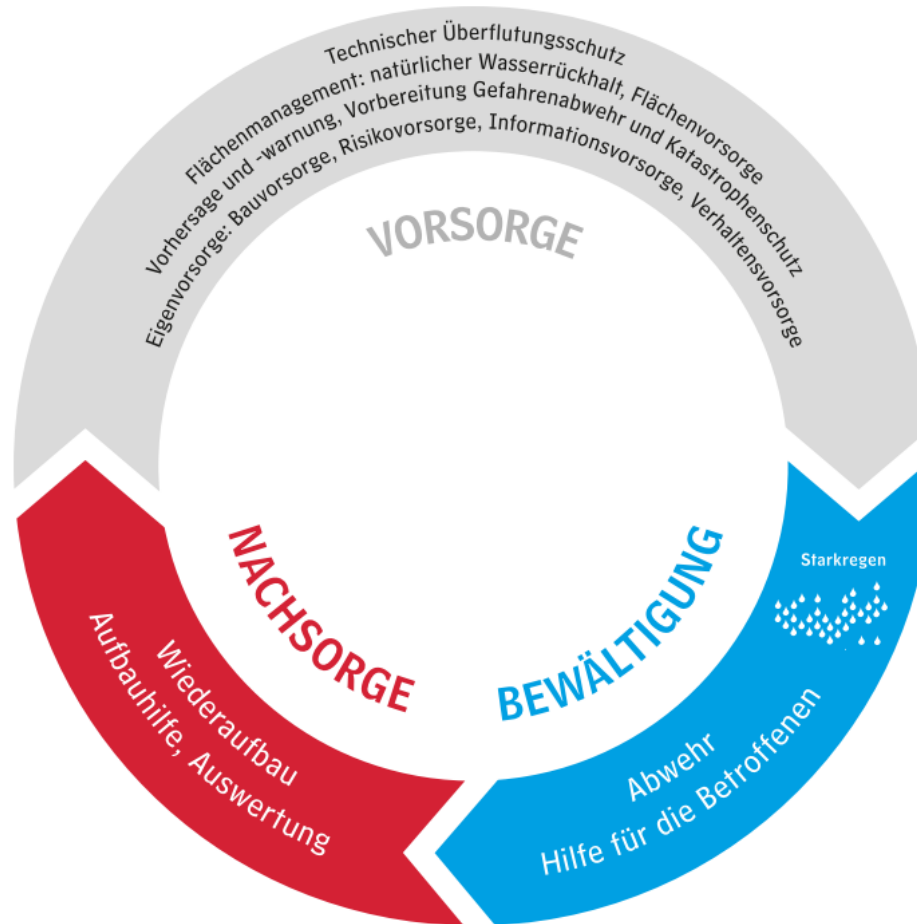 Technischer Überflutungsschutz
Flächenmanagement: natürlicher Wasserrückhalt, Flächenvorsorge
Vorhersage und -warnung, Vorbereitung Gefahrenabwehr und Katastrophenschutz
Eigenvorsorge: Bauvorsorge, Risikovorsorge, Informationsvorsorge, Verhaltensvorsorge
VORSORGE
Starkregen
BEWÄLTIGUNG
Abwehr
Hilfe für die Betroffenen
NACHSORGE
Wiederaufbau
Aufbauhilfe, Auswertung